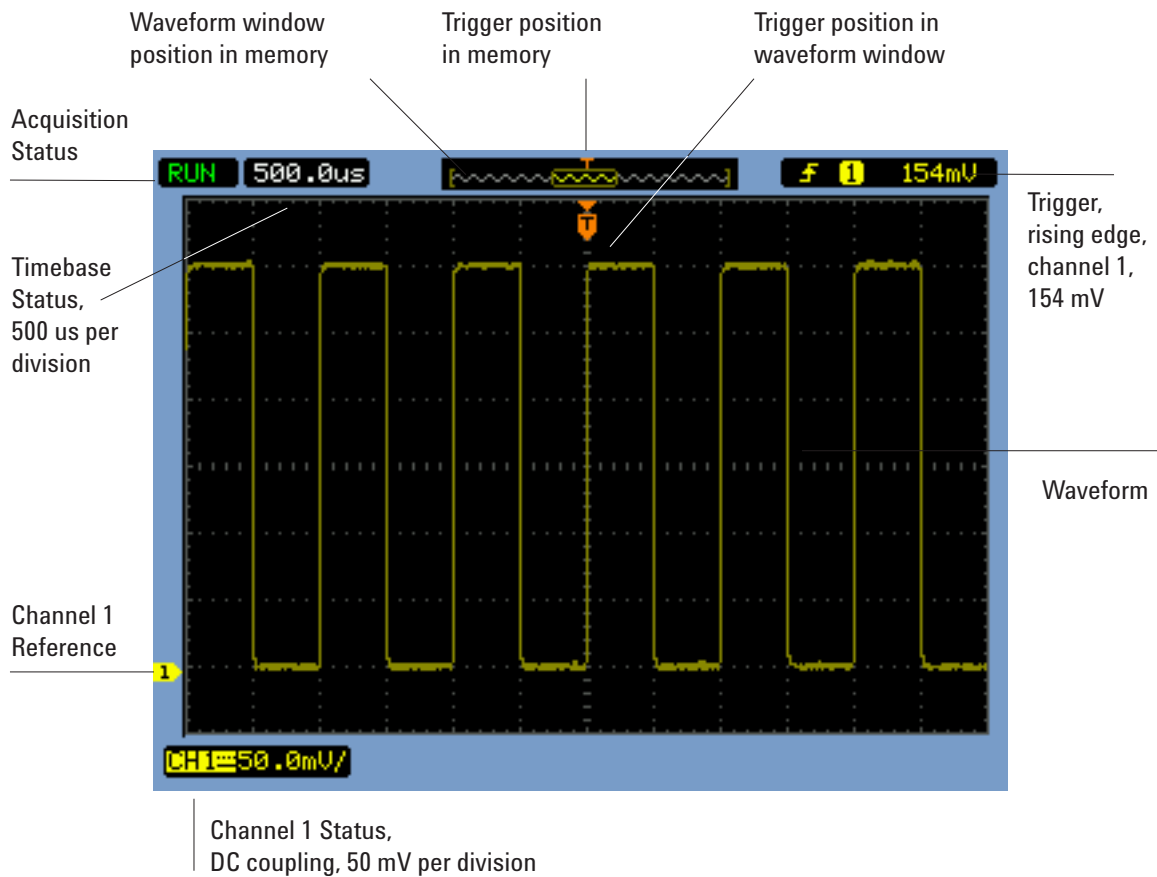 Waveform window
position in memory
Trigger position
in memory
Trigger position in
waveform window
Acquisition
Status
RUN 500.0us T 1 154mV
T
Trigger,
rising edge,
channel 1,
154 mV
Timebase
Status,
500 us per
division
Waveform
Channel 1
Reference
1
CH1 50.0mV/
Channel 1 Status,
DC coupling, 50 mV per division